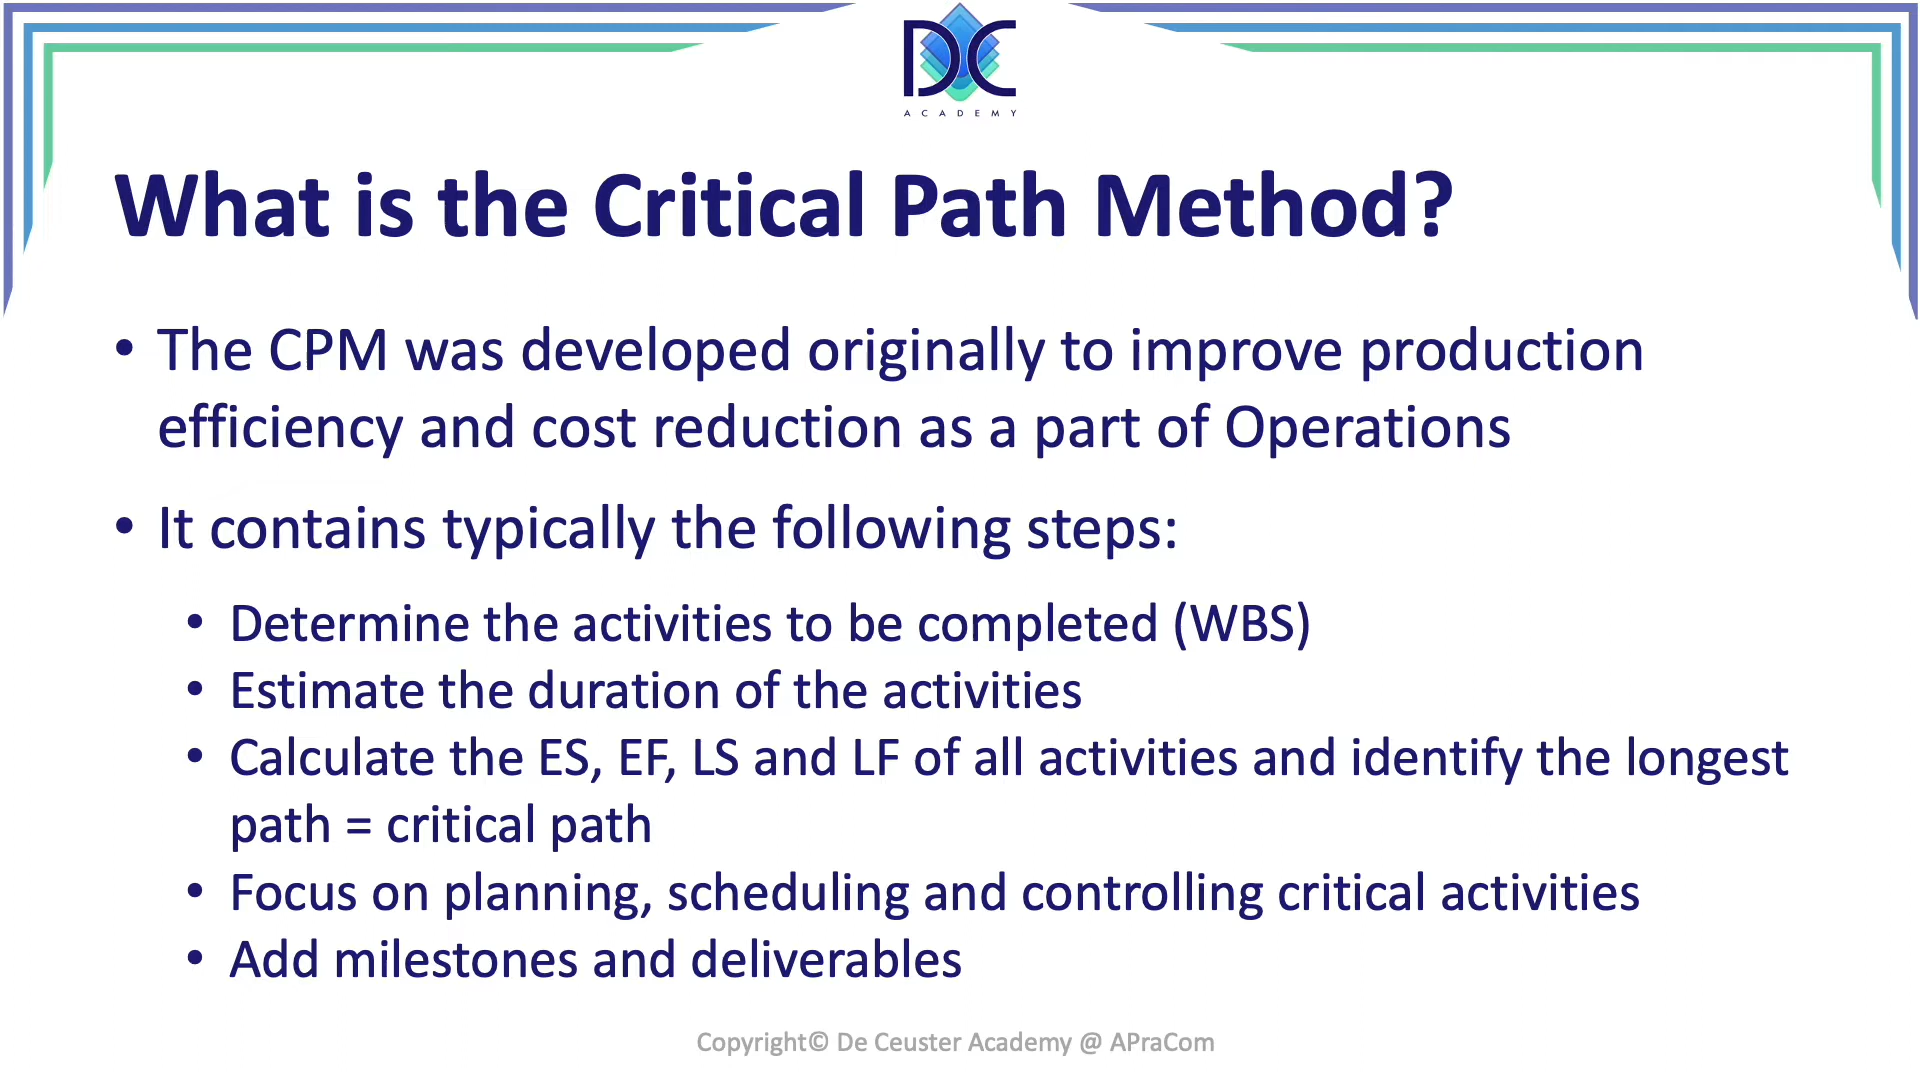 DC
ACADEMY
What is the Critical Path Method?
• The CPM was developed originally to improve production
efficiency and cost reduction as a part of Operations
• It contains typically the following steps:
• Determine the activities to be completed (WBS)
• Estimate the duration of the activities
• Calculate the ES, EF, LS and LF of all activities and identify the longest
path = critical path
• Focus on planning, scheduling and controlling critical activities
• Add milestones and deliverables
Copyright© De Ceuster Academy @ APraCom